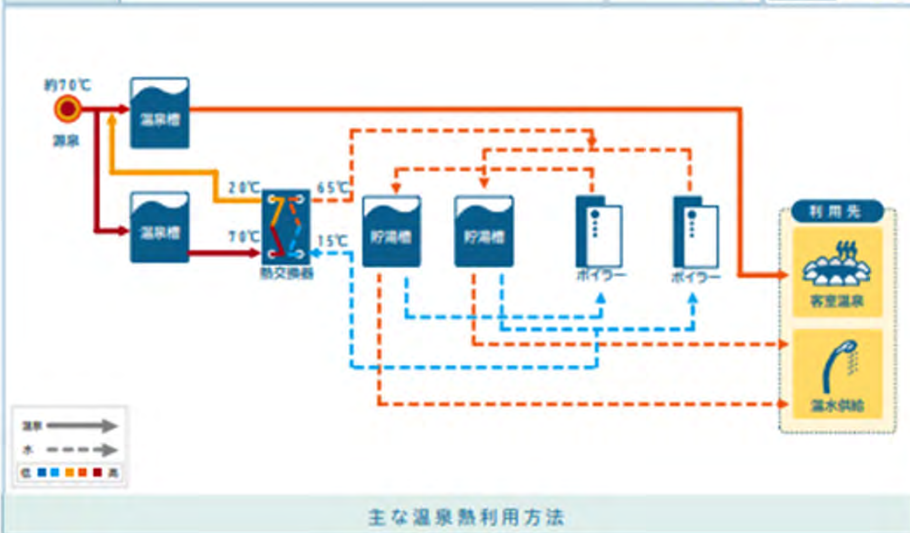 約70℃
源泉
温泉槽
温泉槽
20℃
65℃
70℃
15℃
熱交換器
貯湯槽
貯湯槽
ボイラー
ボイラー
利用先
客室温泉
温水供給
温泉
水
低
高
主な温泉熱利用方法